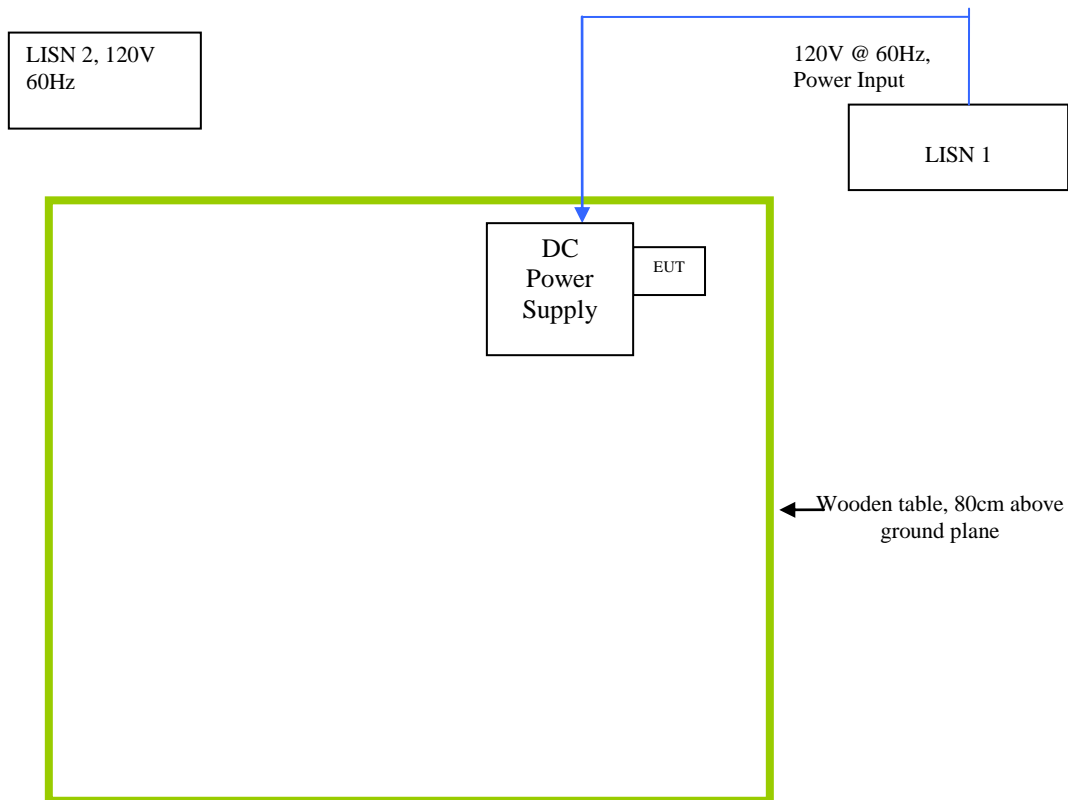 LISN 2, 120V
60Hz
120V @ 60Hz,
Power Input
LISN 1
DC
Power
Supply
EUT
Wooden table, 80cm above
ground plane